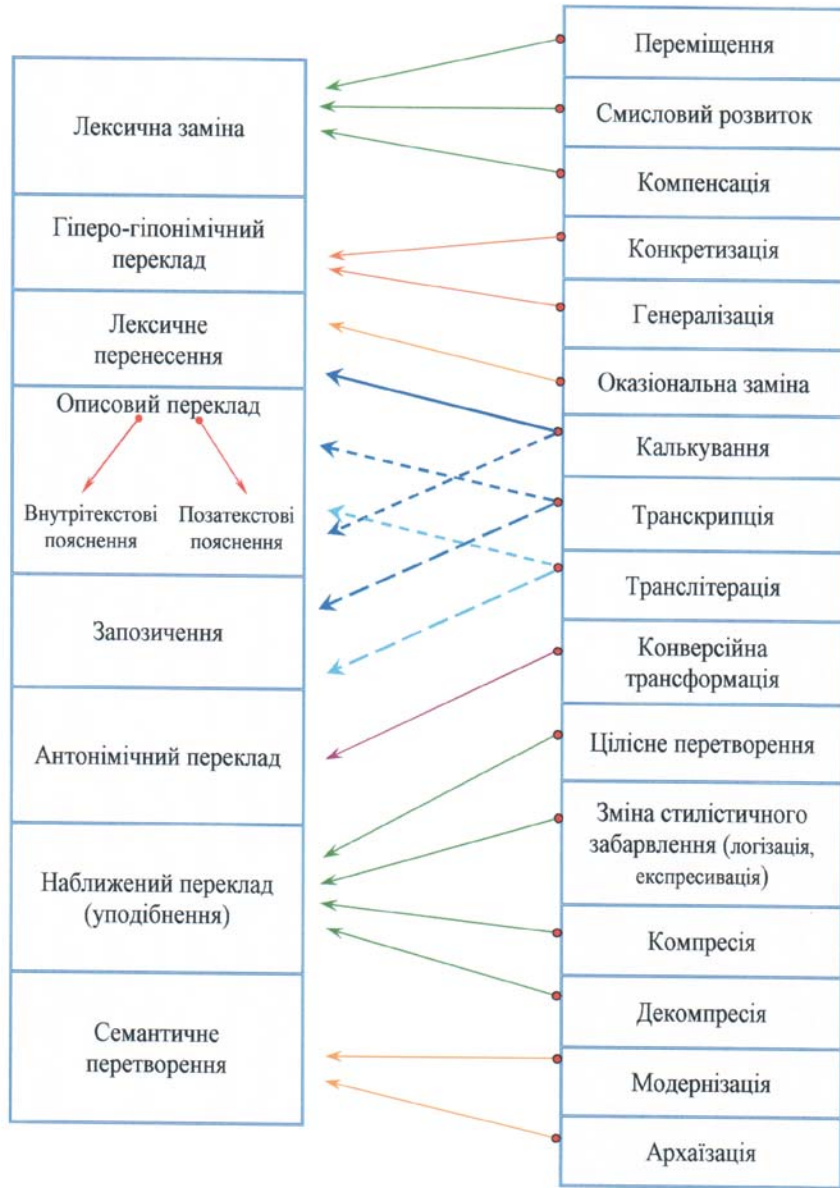 Лексична заміна
Гіперо-гіпонімічний
переклад
Лексичне
перенесення
Описовий переклад
Внутрітекстові
пояснення
Позатекстові
пояснення
Запозичення
Антонімічний переклад
Наближений переклад
(уподібнення)
Семантичне
перетворення
Переміщення
Смисловий розвиток
Компенсація
Конкретизація
Генералізація
Оказіональна заміна
Калькування
Транскрипція
Транслітерація
Конверсійна
трансформація
Цілісне перетворення
Зміна стилістичного
забарвлення (логізація,
експресивація)
Компресія
Декомпресія
Модернізація
Архаїзація